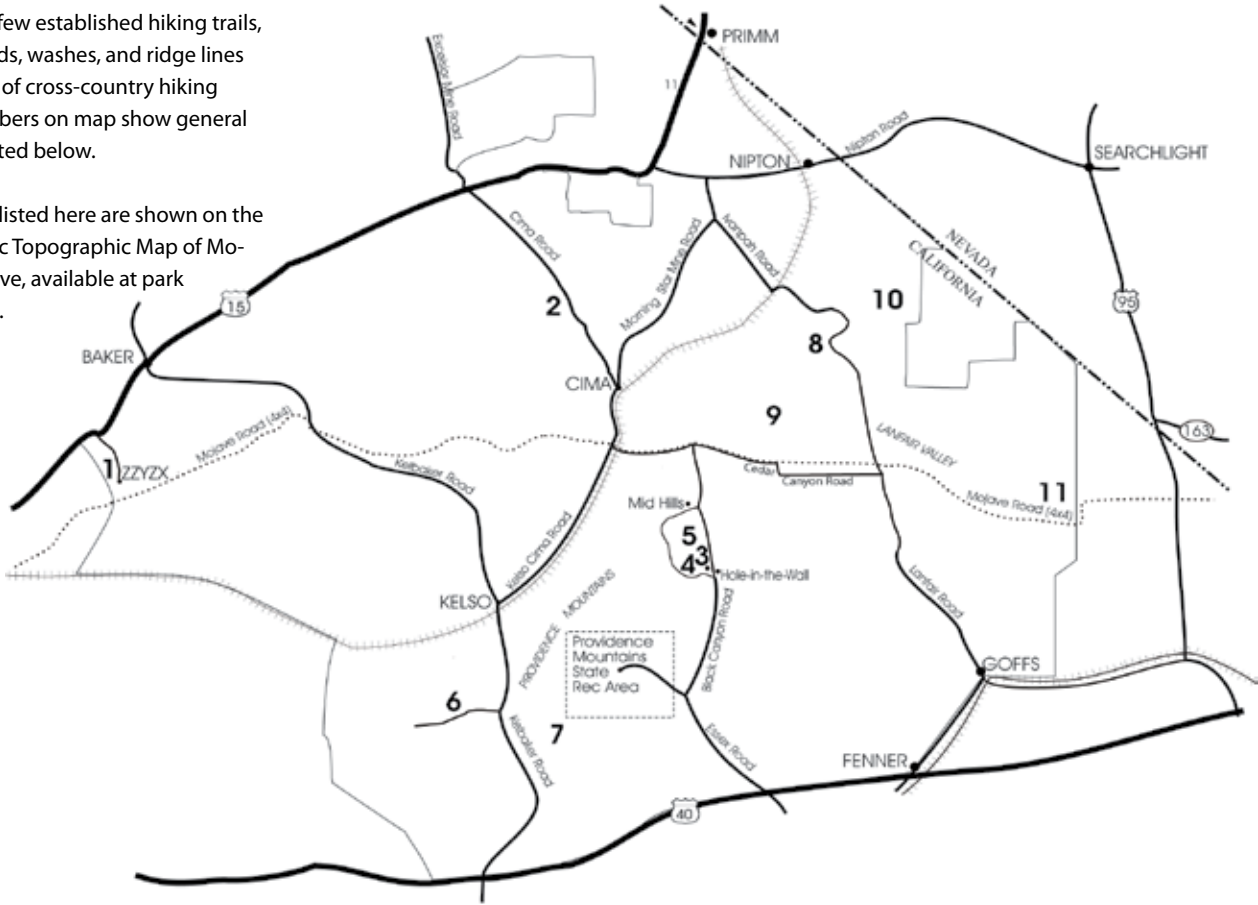 few established hiking trails,
ds, washes, and ridge lines
of cross-country hiking
bers on map show general
ted below.
listed here are shown on the
c Topographic Map of Mo-
ve, available at park
.
PRIMM
Excelsior Mine Road
11
NIPTON
Nipton Road
SEARCHLIGHT
Cima Road
Morning Star Mine Road
Ivanpah Road
NEVADA
CALIFORNIA
15
2
10
95
BAKER
8
CIMA
9
163
Mojave Road (4x4)
LANFAIR VALLEY
1
ZZYZX
Kelbaker Road
Cedar
Canyon Road
11
Mojave Road (4x4)
Mid Hills
5
3
4
Hole-in-the-Wall
Kelso Cima Road
KELSO
PROVIDENCE MOUNTAINS
Black Canyon Road
Lanfair Road
Providence
Mountains
State
Rec Area
GOFFS
6
7
Kelbaker Road
Essex Road
FENNER
40